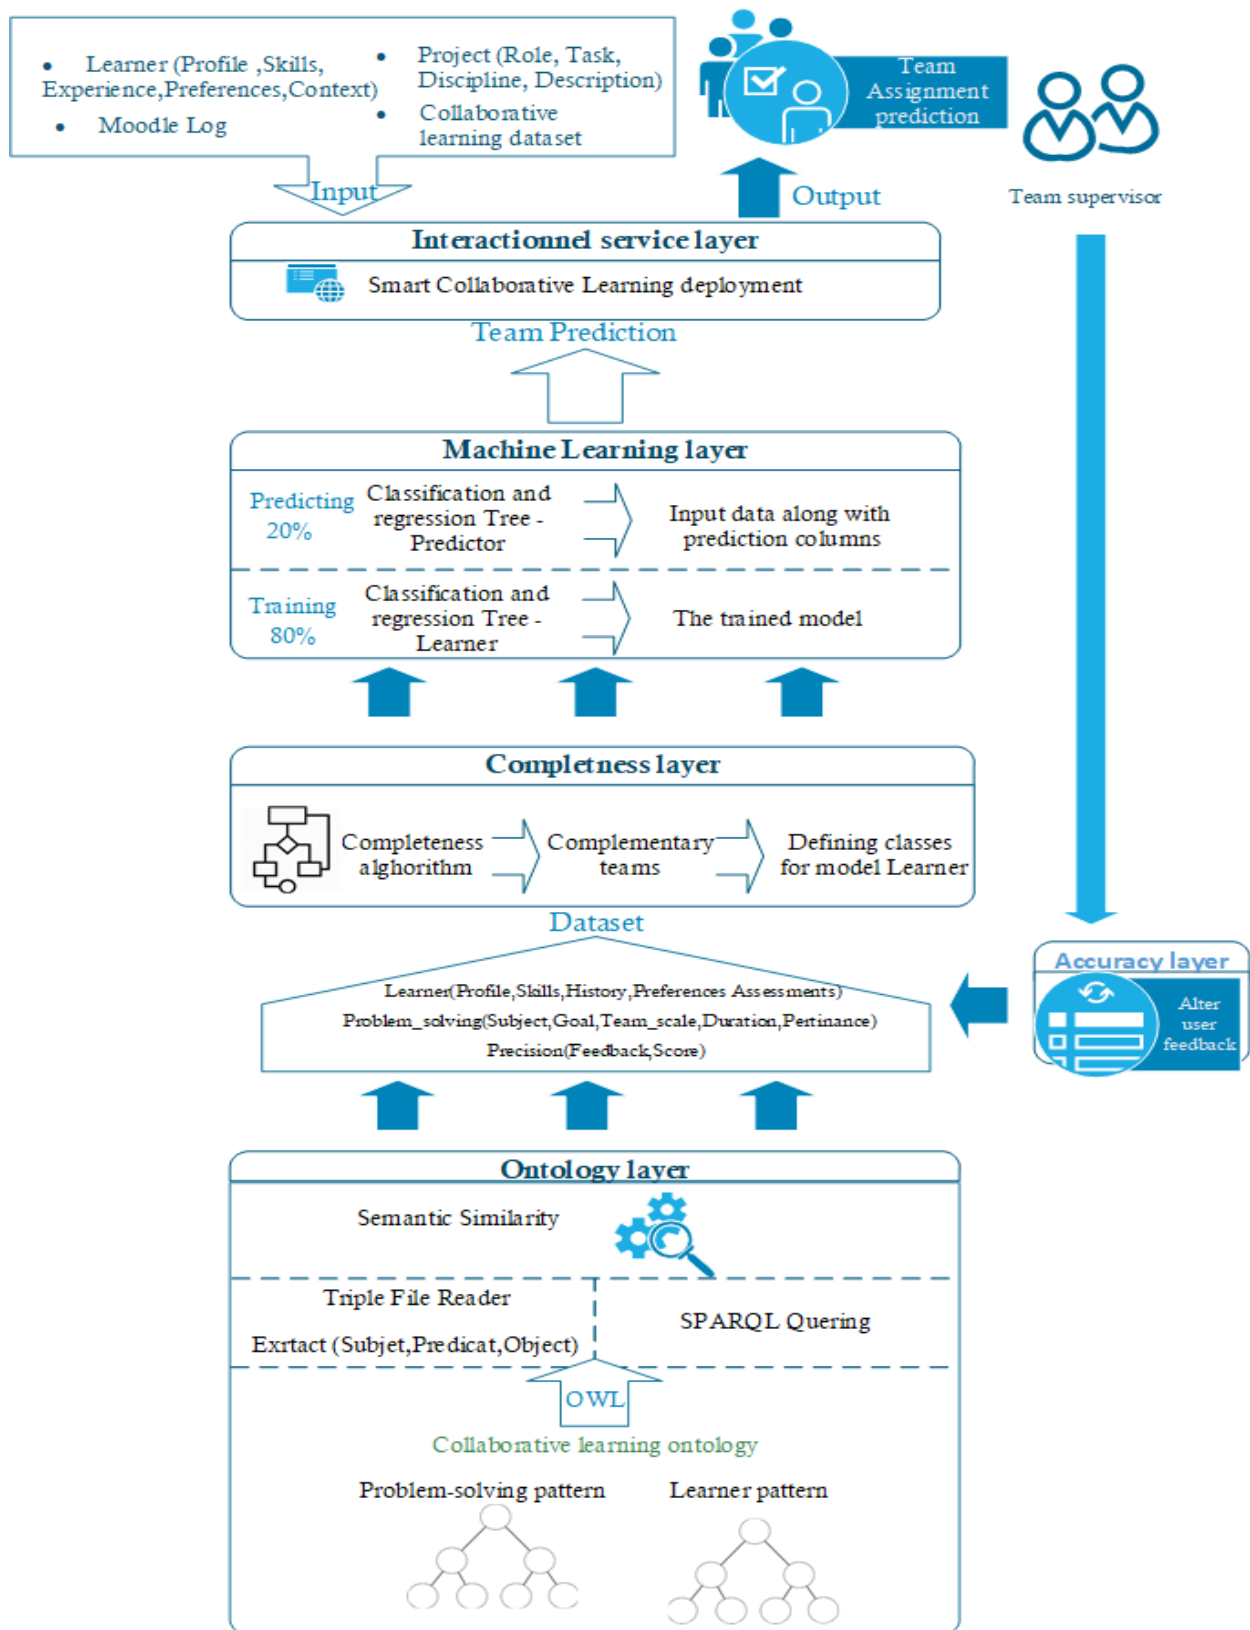 • Learner (Profile ,Skills,
Experience,Preferences,Context)
• Moodle Log
• Project (Role, Task,
Discipline, Description)
• Collaborative
learning dataset
Team
Assignment
prediction
Input
Output
Team supervisor
Interactionnel service layer
Smart Collaborative Learning deployment
Team Prediction
Machine Learning layer
Predicting
20%
Classification and
regression Tree -
Predictor
Input data along with
prediction columns
Training
80%
Classification and
regression Tree -
Learner
The trained model
Completness layer
Completeness
alghorithm
Complementary
teams
Defining classes
for model Learner
Dataset
Learner(Profile,Skills,History,Preferences Assessments)
Problem_solving(Subject,Goal,Team_scale,Duration,Pertinance)
Precision(Feedback,Score)
Accuracy layer
Alter
user
feedback
Ontology layer
Semantic Similarity
Triple File Reader
Exrtact (Subjet,Predicat,Object)
SPARQL Quering
OWL
Collaborative learning ontology
Problem-solving pattern
Learner pattern